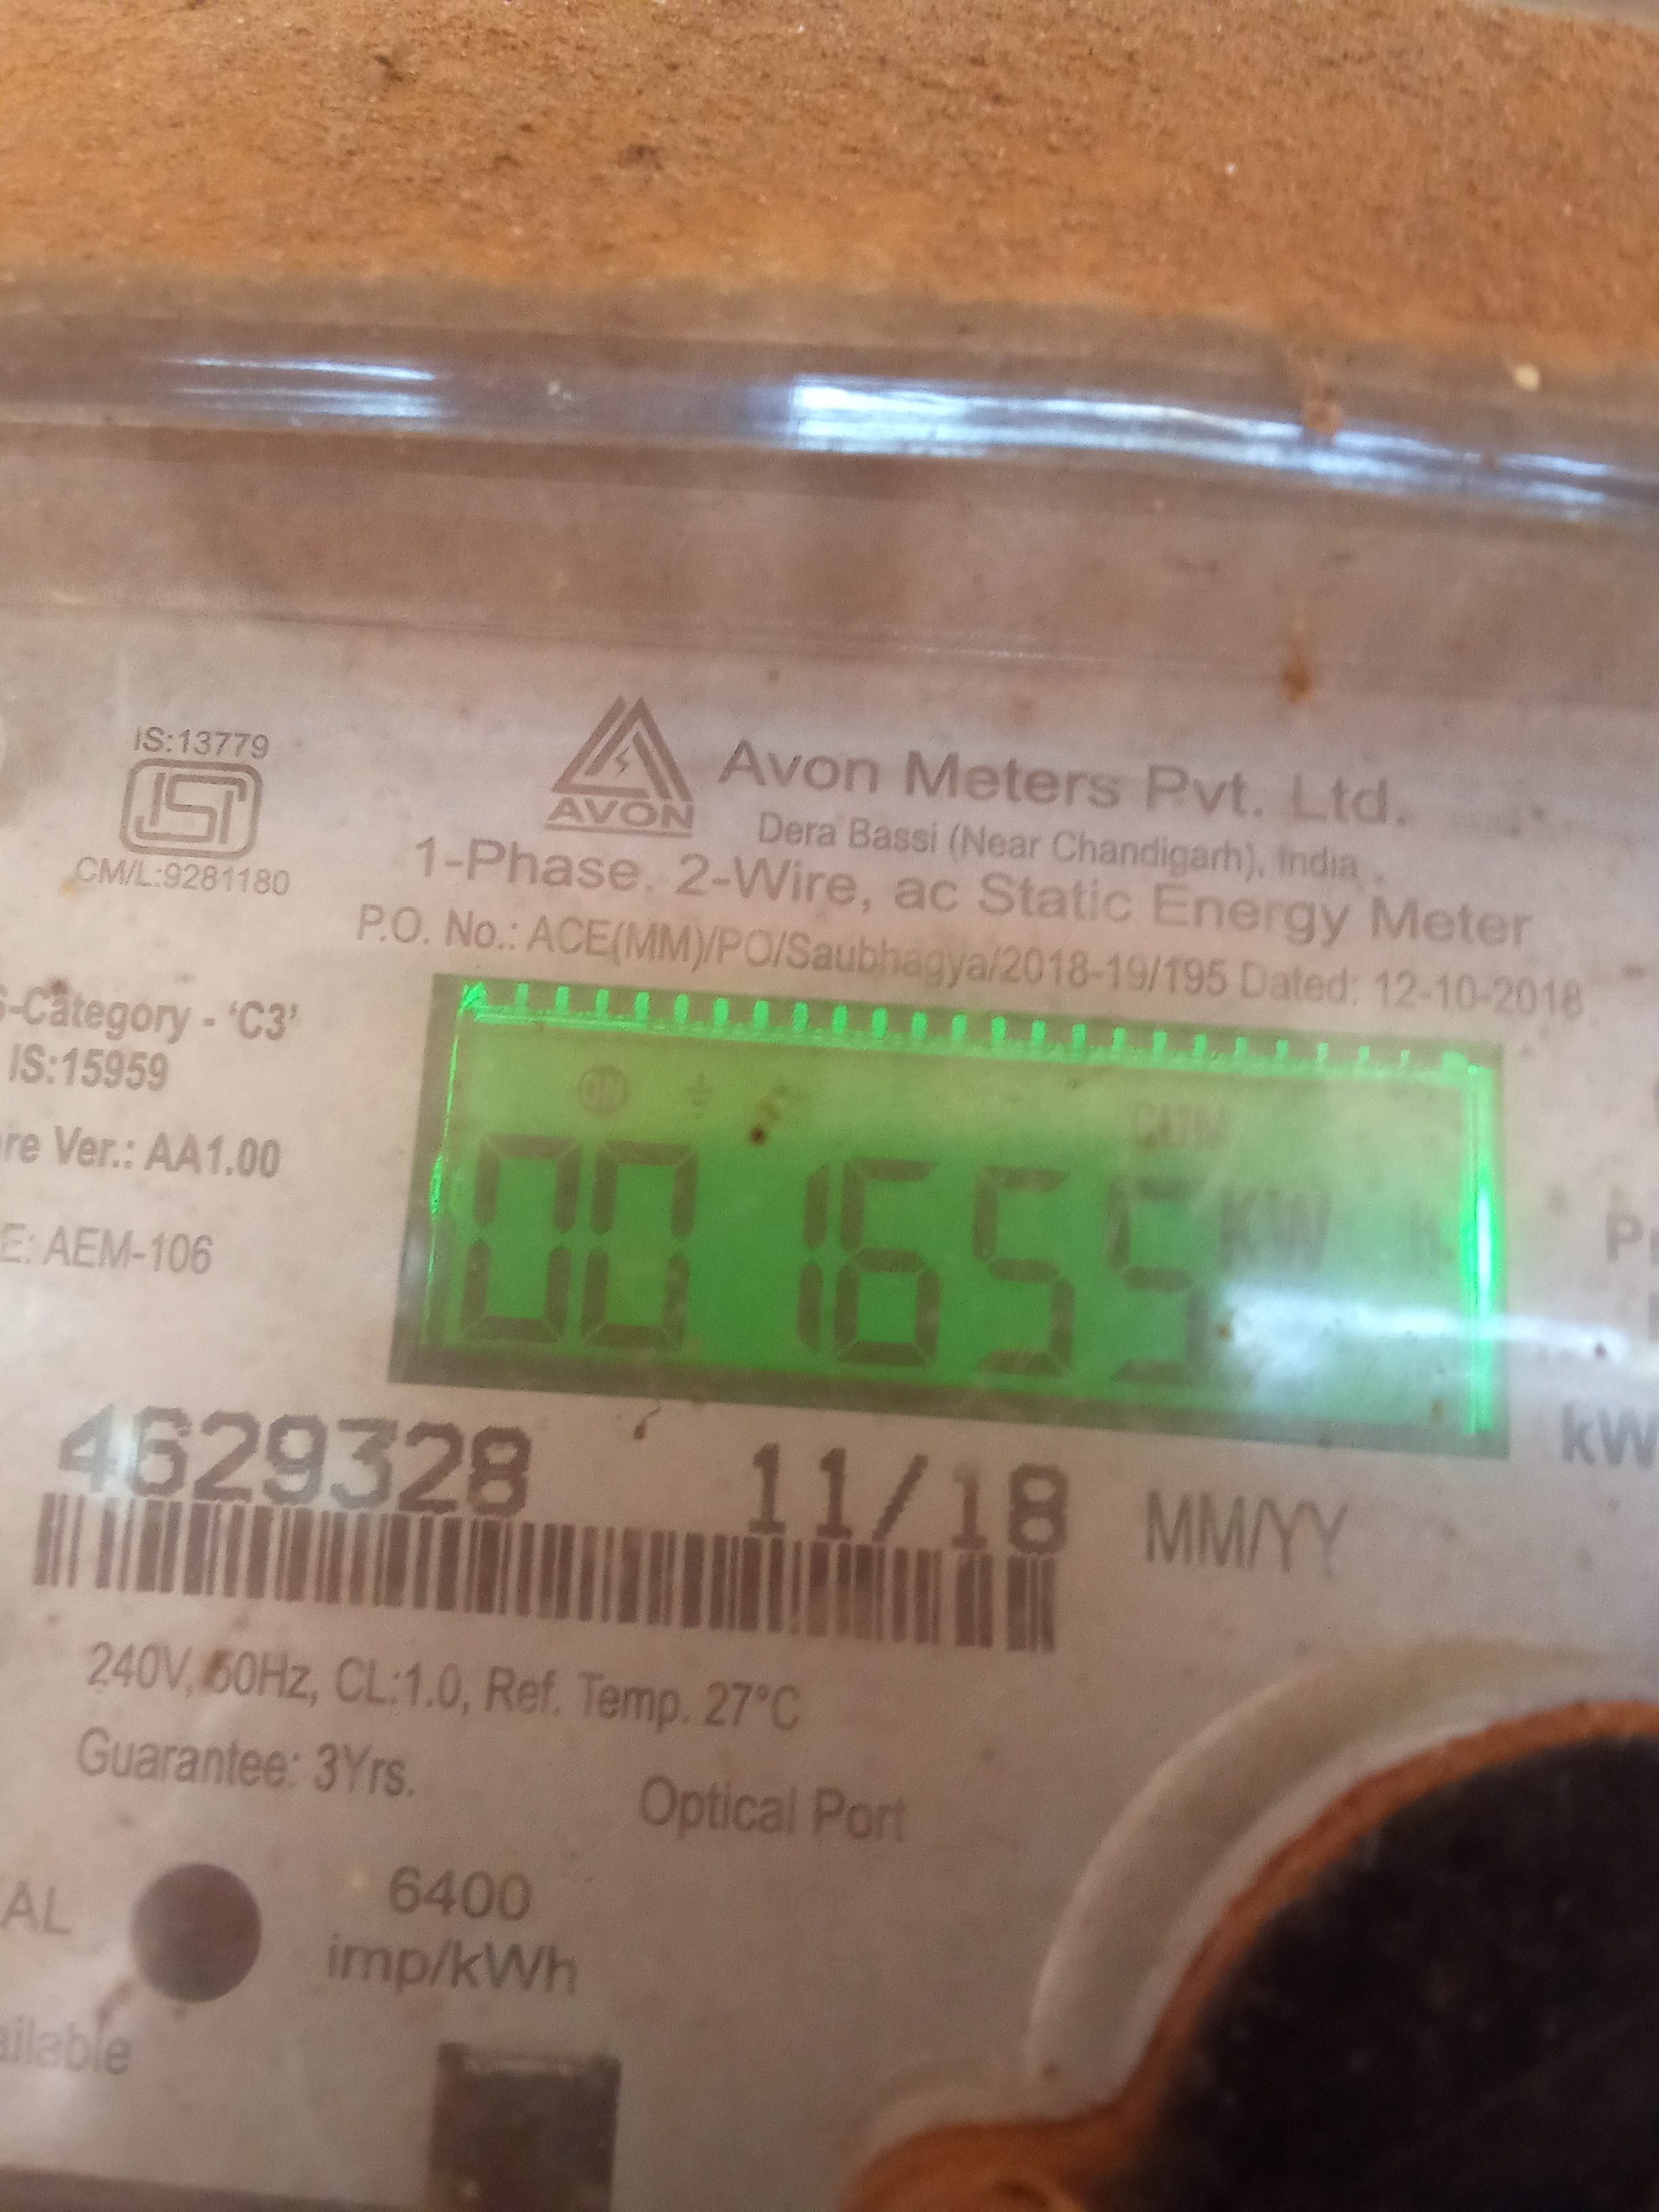 IS:13779
ISI
CM/L:9281180
AVON
Avon Meters Pvt. Ltd.
Dera Bassi (Near Chandigarh), India
1-Phase, 2-Wire, ac Static Energy Meter
P.O. No.: ACE(MM)/PO/Saubhagya/2018-19/195 Dated: 12-10-2018
-Category - ‘C3’
IS:15959
re Ver.: AA1.00
E: AEM-106
ON
001655 KW h
kW
4629328 11/18 MM/YY
240V, 50Hz, CL:1.0, Ref. Temp. 27°C
Guarantee: 3Yrs.
Optical Port
AL
6400
imp/kWh
ailable